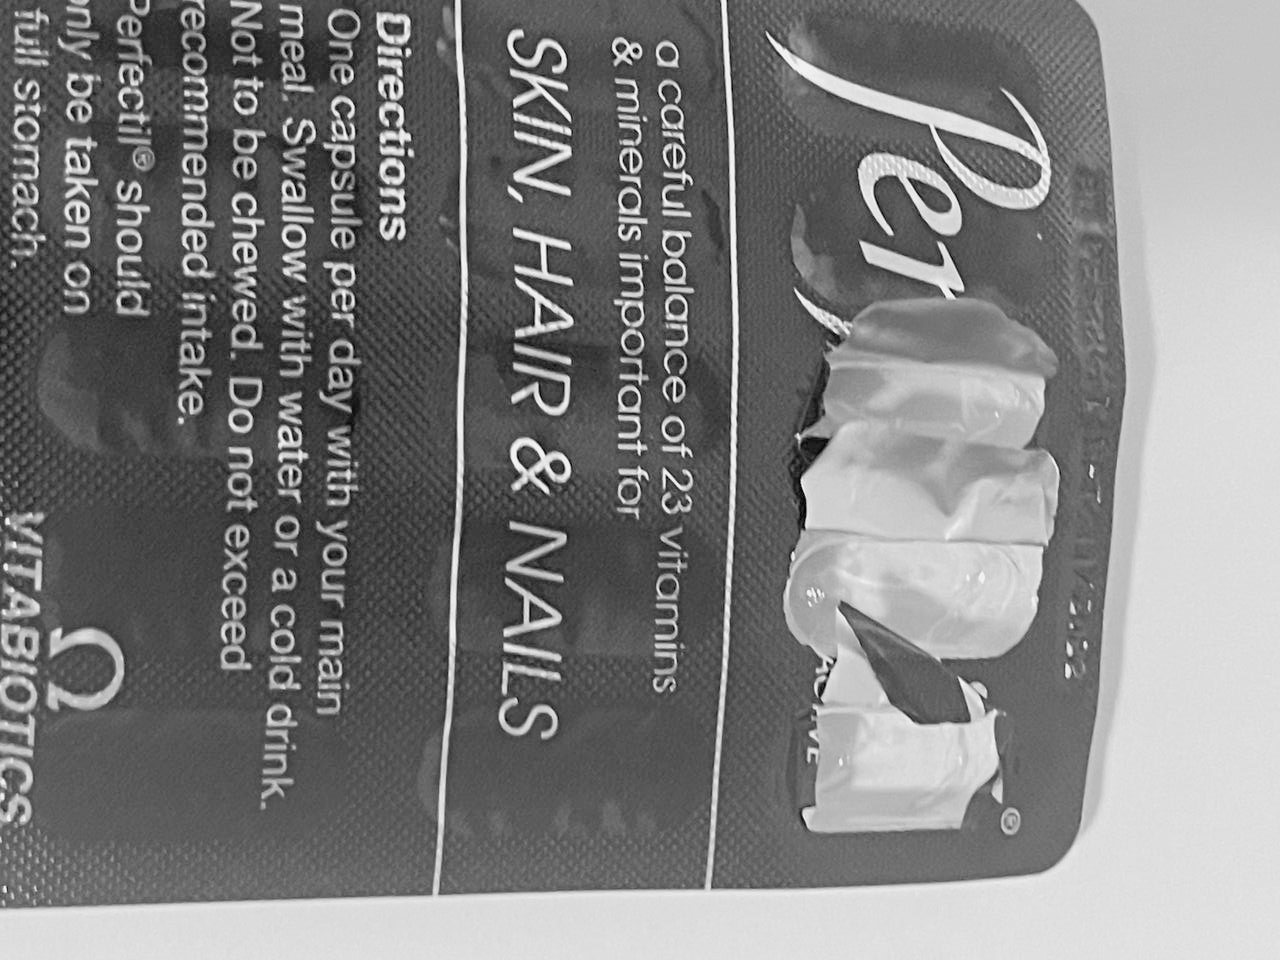 Per
ACTIVE
a careful balance of 23 vitamins
& minerals important for
SKIN, HAIR & NAILS
Directions
One capsule per day with your main
meal. Swallow with water or a cold drink.
Not to be chewed. Do not exceed
recommended intake.
Perfectil® should
only be taken on
full stomach.
Ω
VITABIOTICS